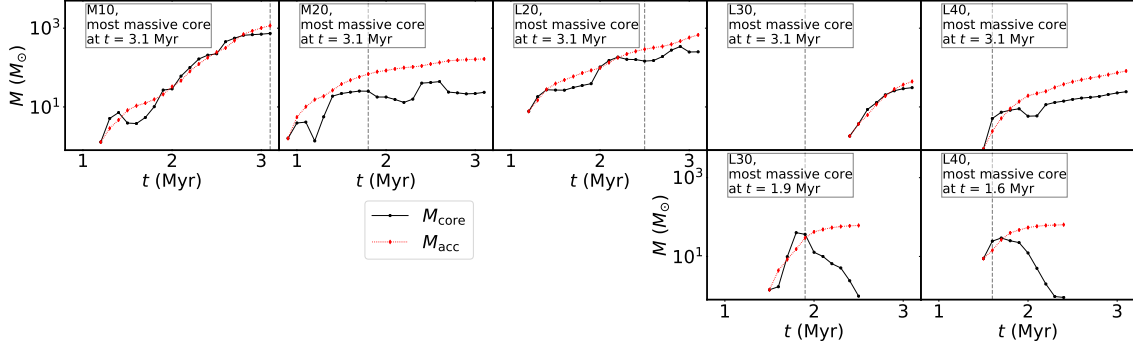 M10,
most massive core
at t = 3.1 Myr
M20,
most massive core
at t = 3.1 Myr
L20,
most massive core
at t = 3.1 Myr
L30,
most massive core
at t = 3.1 Myr
L40,
most massive core
at t = 3.1 Myr
10³
10¹
M (M⊙)
1 2 3
t (Myr)
1 2 3
t (Myr)
1 2 3
t (Myr)
L30,
most massive core
at t = 1.9 Myr
L40,
most massive core
at t = 1.6 Myr
10³
10¹
M (M⊙)
1 2 3
t (Myr)
1 2 3
t (Myr)
M_core
M_acc